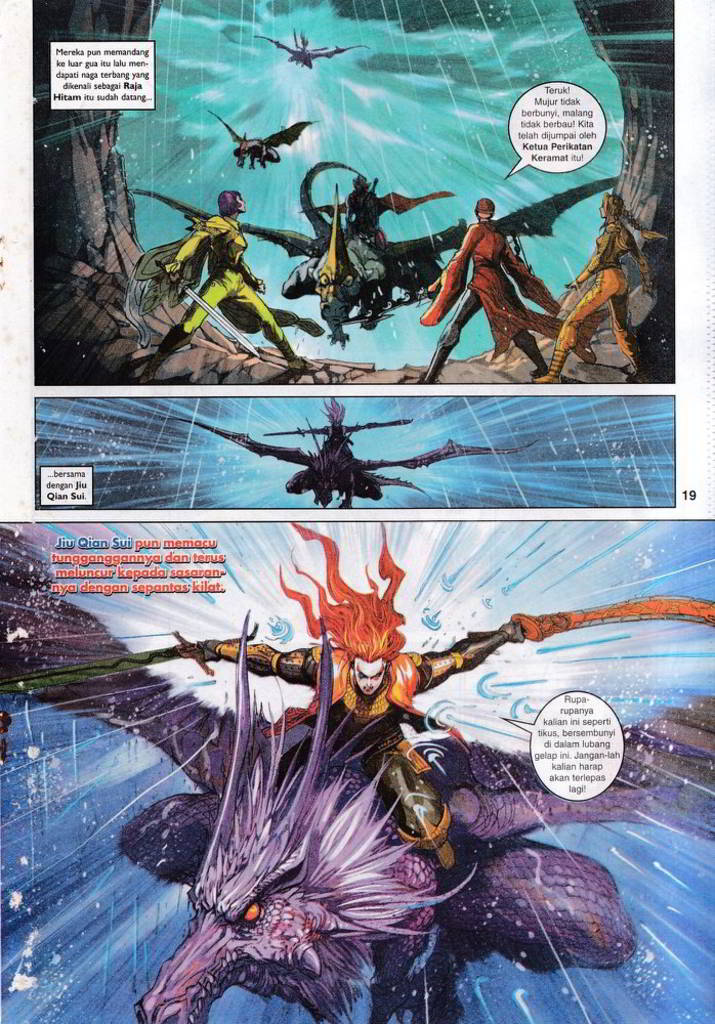 Mereka pun memandang
ke luar gua itu lalu men-
dapati naga terbang yang
dikenali sebagai Raja
Hitam itu sudah datang...
Teruk!
Mujur tidak
berbunyi, malang
tidak berbau! Kita
telah dijumpai oleh
Ketua Perikatan
Keramat itu!
...bersama
dengan Jiu
Qian Sui.
19
Jiu Qian Sui pun memacu
tungganggannya dan terus
meluncur kepada sasaran-
nya dengan sepantas kilat.
Rupa-
rupanya
kalian ini seperti
tikus, bersembunyi
di dalam lubang
gelap ini. Jangan-lah
kalian harap
akan terlepas
lagi!